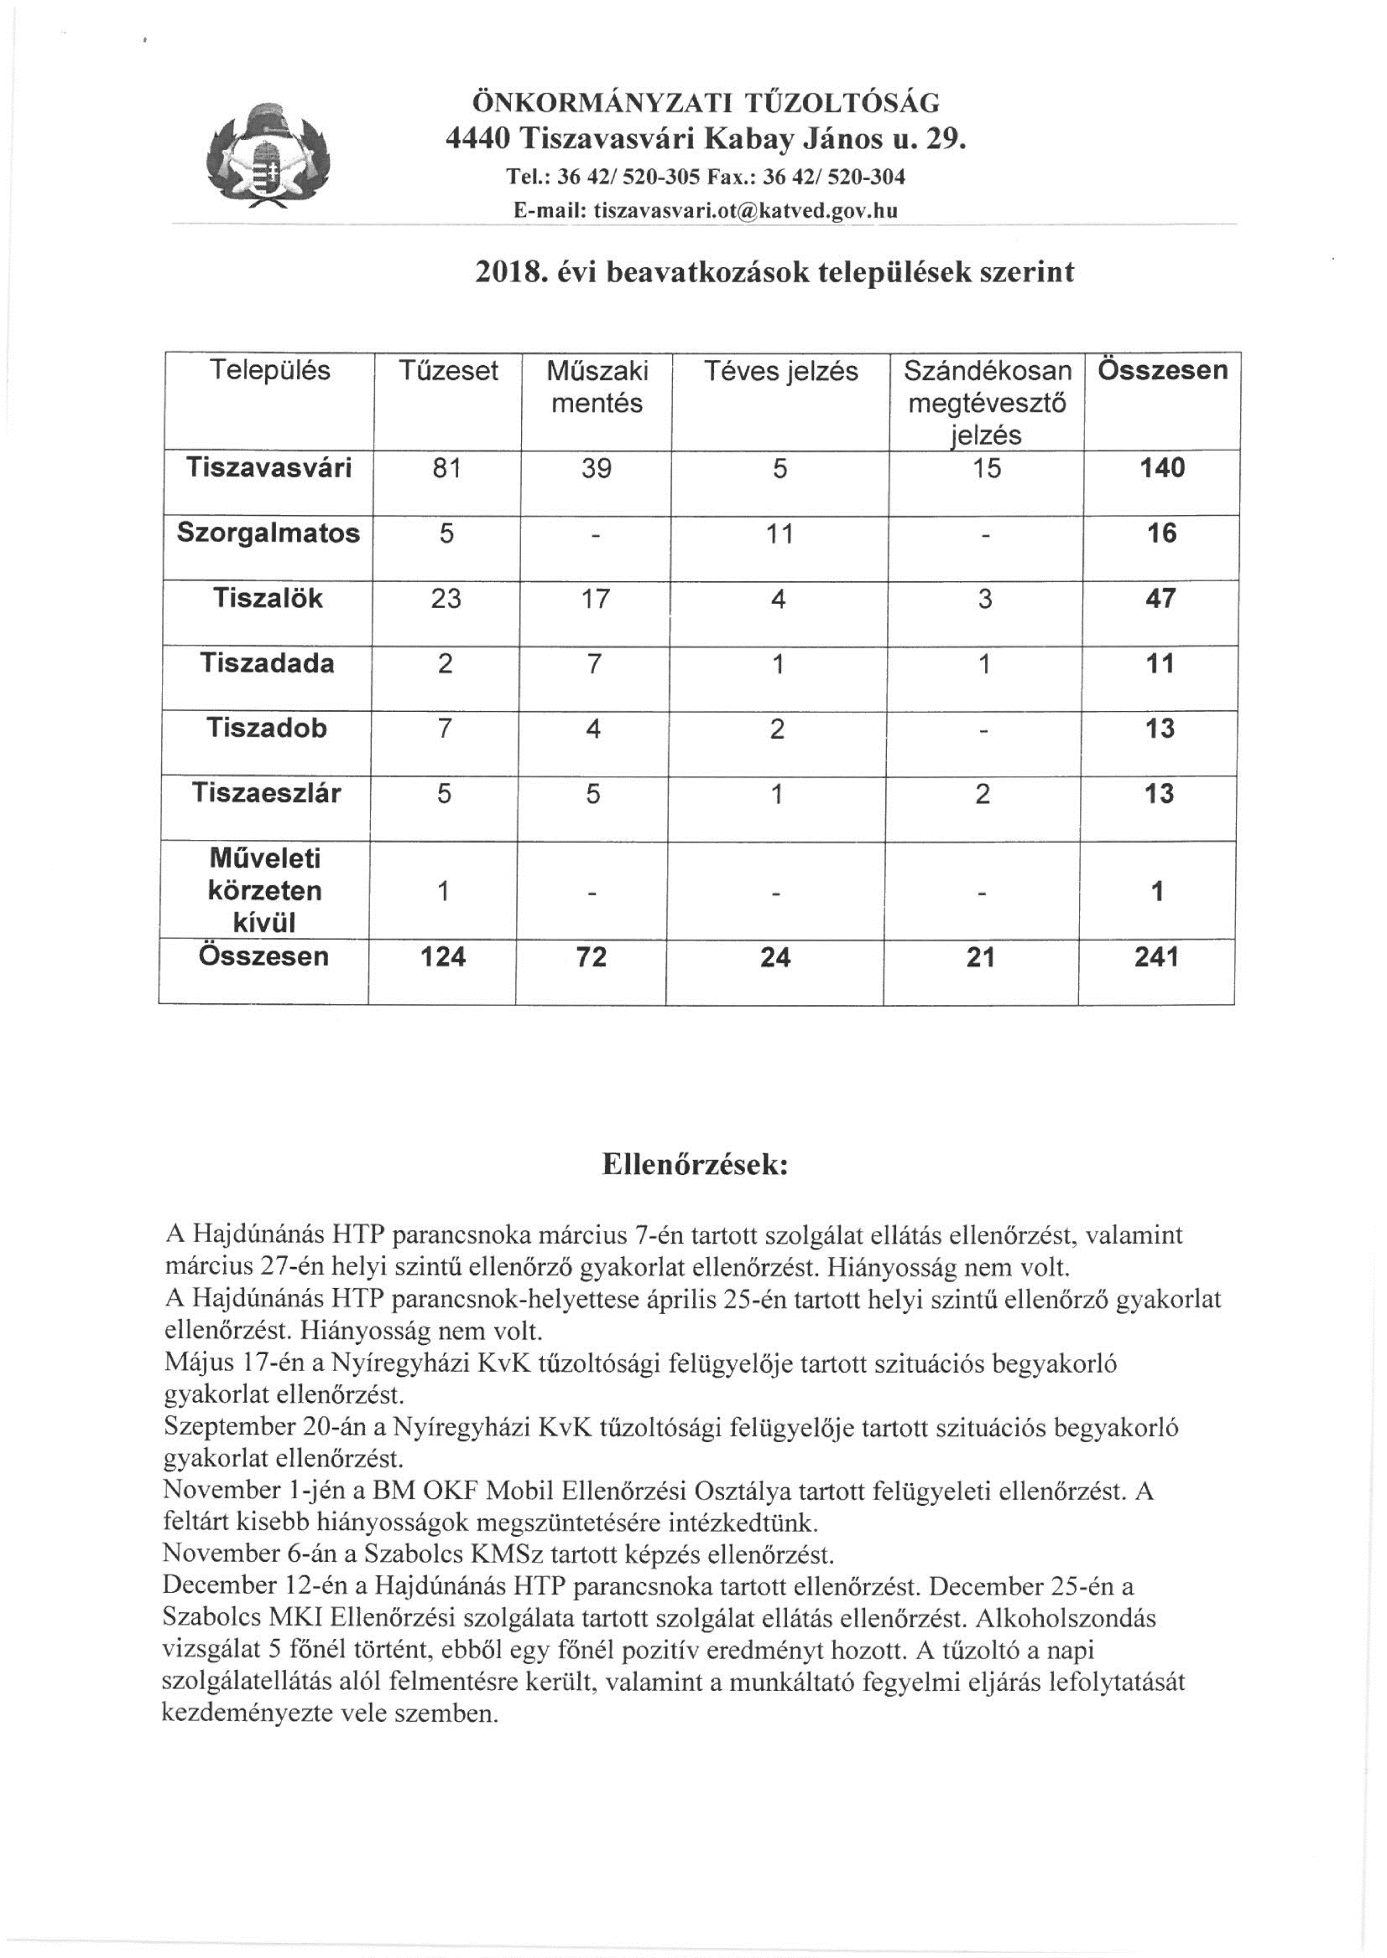 ÖNKORMÁNYZATI TŰZOLTÓSÁG
4440 Tiszavasvári Kabay János u. 29.
Tel.: 36 42/ 520-305 Fax.: 36 42/ 520-304
E-mail: tiszavasvari.ot@katved.gov.hu
2018. évi beavatkozások települések szerint
Település Tűzeset Műszaki mentés Téves jelzés Szándékosan megtévesztő jelzés Összesen
Tiszavasvári 81 39 5 15 140
Szorgalmatos 5 - 11 - 16
Tiszalök 23 17 4 3 47
Tiszadada 2 7 1 1 11
Tiszadob 7 4 2 - 13
Tiszaeszlár 5 5 1 2 13
Műveleti körzeten kívül 1 - - - 1
Összesen 124 72 24 21 241
Ellenőrzések:
A Hajdúnánás HTP parancsnoka március 7-én tartott szolgálat ellátás ellenőrzést, valamint
március 27-én helyi szintű ellenőrző gyakorlat ellenőrzést. Hiányosság nem volt.
A Hajdúnánás HTP parancsnok-helyettese április 25-én tartott helyi szintű ellenőrző gyakorlat
ellenőrzést. Hiányosság nem volt.
Május 17-én a Nyíregyházi KvK tűzoltósági felügyelője tartott szituációs begyakorló
gyakorlat ellenőrzést.
Szeptember 20-án a Nyíregyházi KvK tűzoltósági felügyelője tartott szituációs begyakorló
gyakorlat ellenőrzést.
November 1-jén a BM OKF Mobil Ellenőrzési Osztálya tartott felügyeleti ellenőrzést. A
feltárt kisebb hiányosságok megszüntetésére intézkedtünk.
November 6-án a Szabolcs KMSz tartott képzés ellenőrzést.
December 12-én a Hajdúnánás HTP parancsnoka tartott ellenőrzést. December 25-én a
Szabolcs MKI Ellenőrzési szolgálata tartott szolgálat ellátás ellenőrzést. Alkoholszondás
vizsgálat 5 főnél történt, ebből egy főnél pozitív eredményt hozott. A tűzoltó a napi
szolgálatellátás alól felmentésre került, valamint a munkáltató fegyelmi eljárás lefolytatását
kezdeményezte vele szemben.